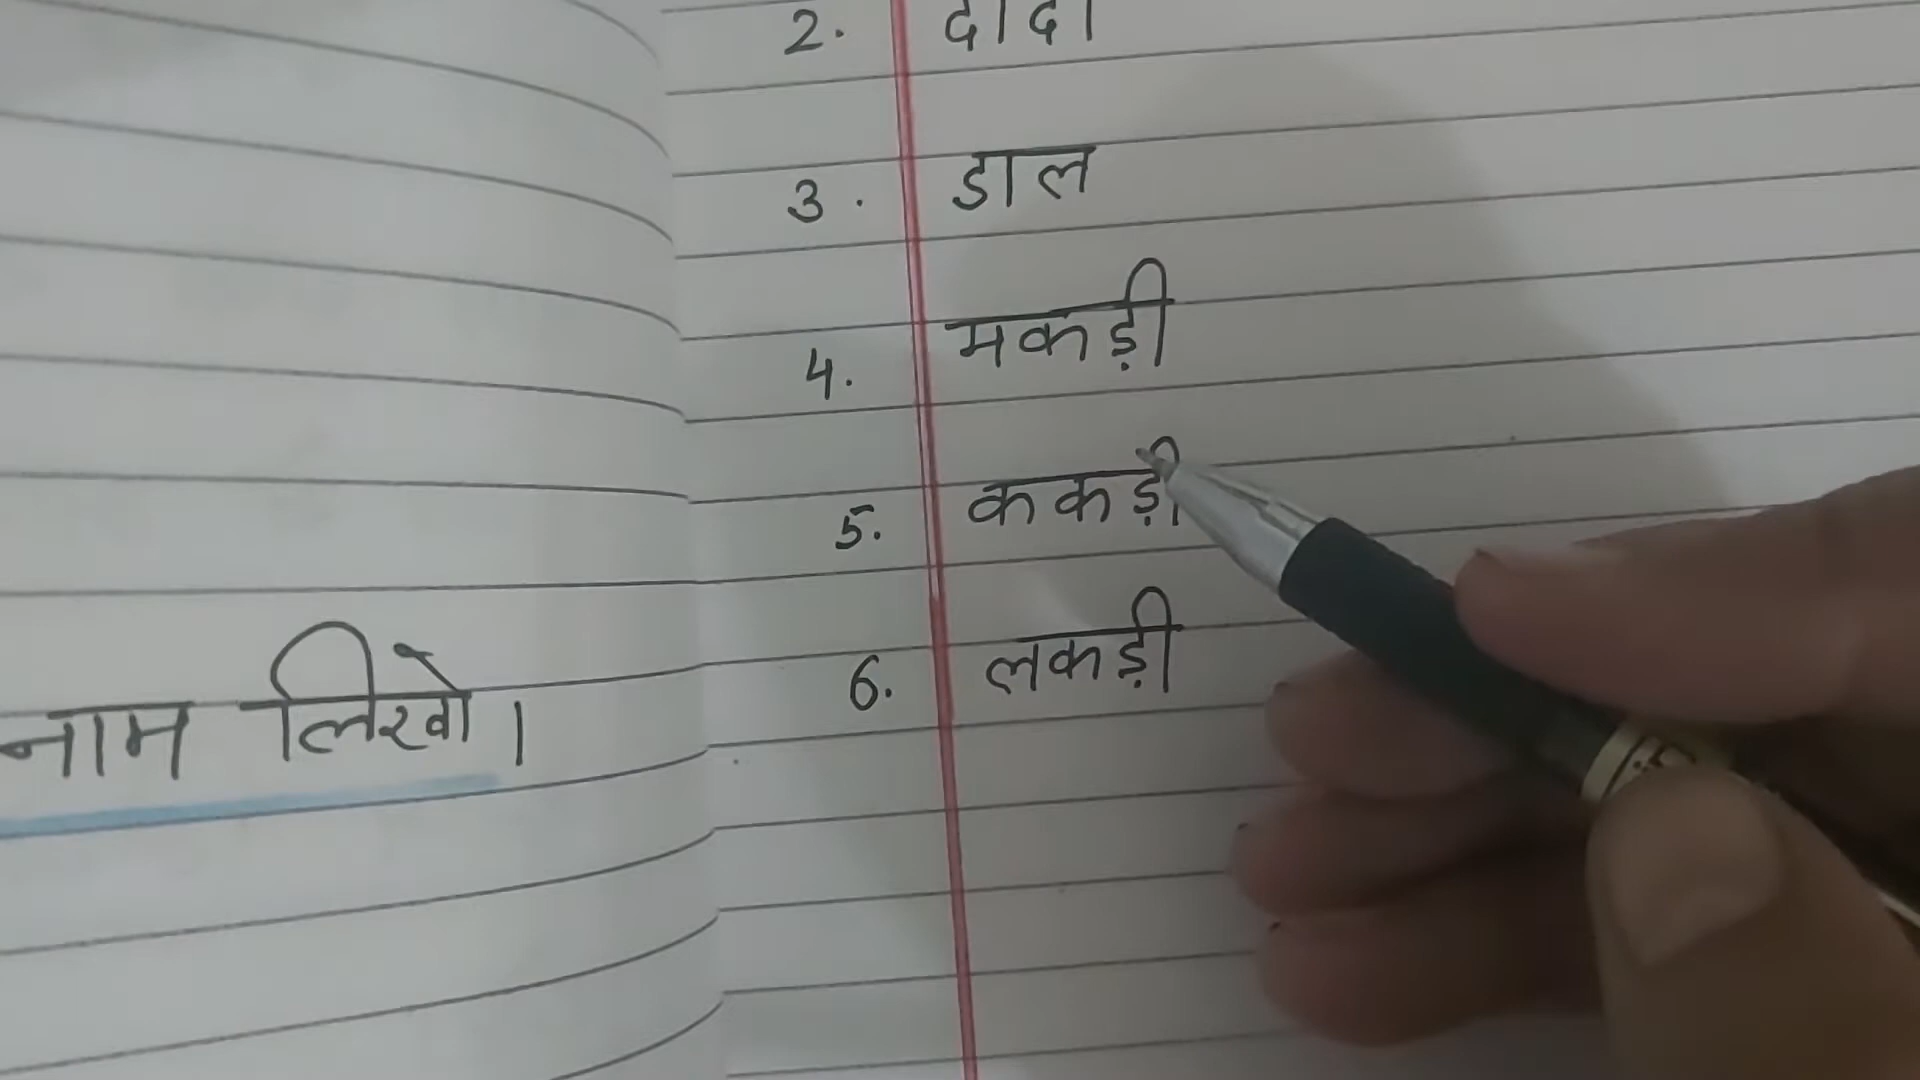 नाम लिखो।
2. दादा
3. डाल
4. मकड़ी
5. ककड़ी
6. लकड़ी